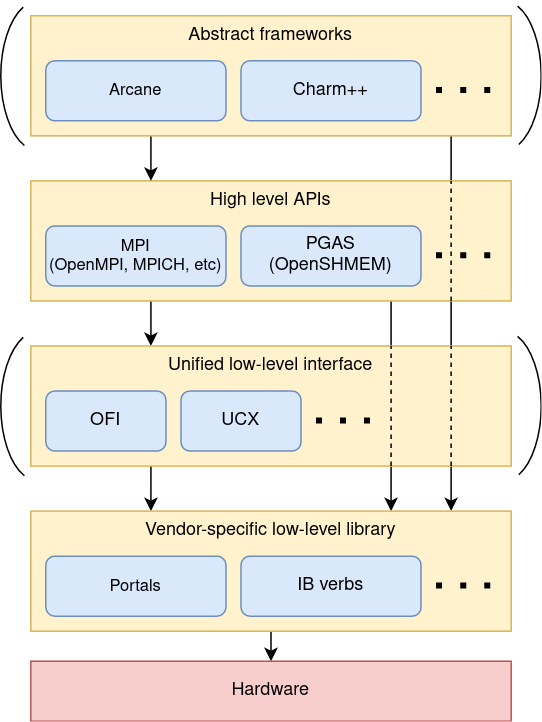 Abstract frameworks
Arcane
Charm++
High level APIs
MPI
(OpenMPI, MPICH, etc)
PGAS
(OpenSHMEM)
Unified low-level interface
OFI
UCX
Vendor-specific low-level library
Portals
IB verbs
Hardware